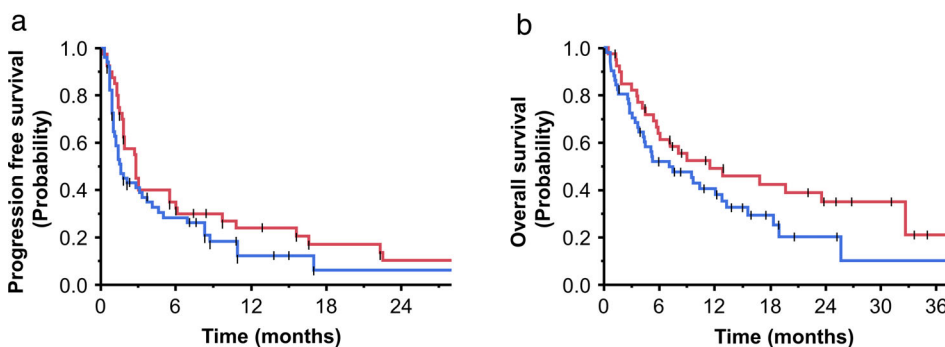 a
Progression free survival
(Probability)
1.0
0.8
0.6
0.4
0.2
0.0
0 6 12 18 24
Time (months)
b
Overall survival
(Probability)
1.0
0.8
0.6
0.4
0.2
0.0
0 6 12 18 24 30 36
Time (months)